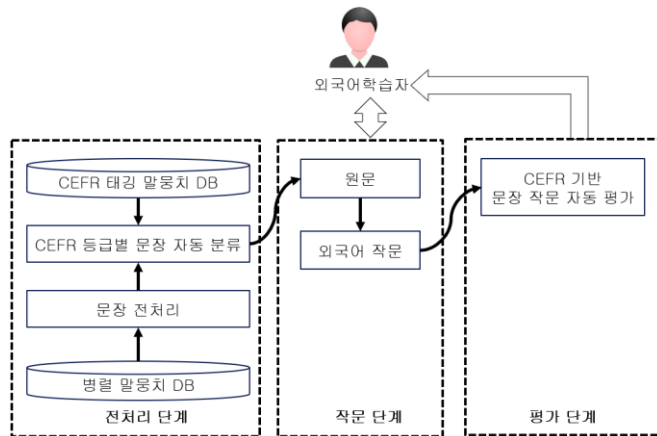 외국어학습자
CEFR 태깅 말뭉치 DB
CEFR 등급별 문장 자동 분류
문장 전처리
병렬 말뭉치 DB
전처리 단계
원문
외국어 작문
작문 단계
CEFR 기반
문장 작문 자동 평가
평가 단계